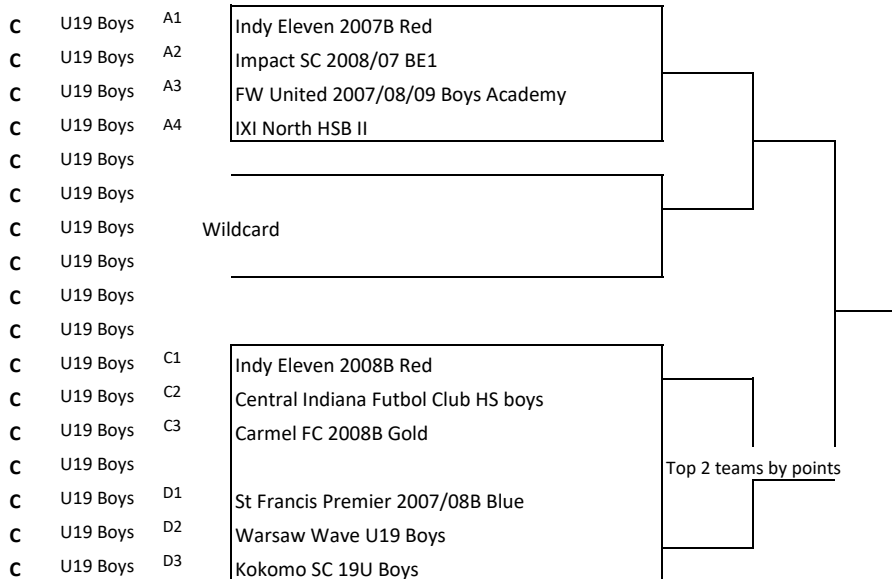 C U19 Boys A1 Indy Eleven 2007B Red
C U19 Boys A2 Impact SC 2008/07 BE1
C U19 Boys A3 FW United 2007/08/09 Boys Academy
C U19 Boys A4 IXI North HSB II
C U19 Boys
C U19 Boys
C U19 Boys Wildcard
C U19 Boys
C U19 Boys
C U19 Boys
C U19 Boys C1 Indy Eleven 2008B Red
C U19 Boys C2 Central Indiana Futbol Club HS boys
C U19 Boys C3 Carmel FC 2008B Gold
C U19 Boys Top 2 teams by points
C U19 Boys D1 St Francis Premier 2007/08B Blue
C U19 Boys D2 Warsaw Wave U19 Boys
C U19 Boys D3 Kokomo SC 19U Boys